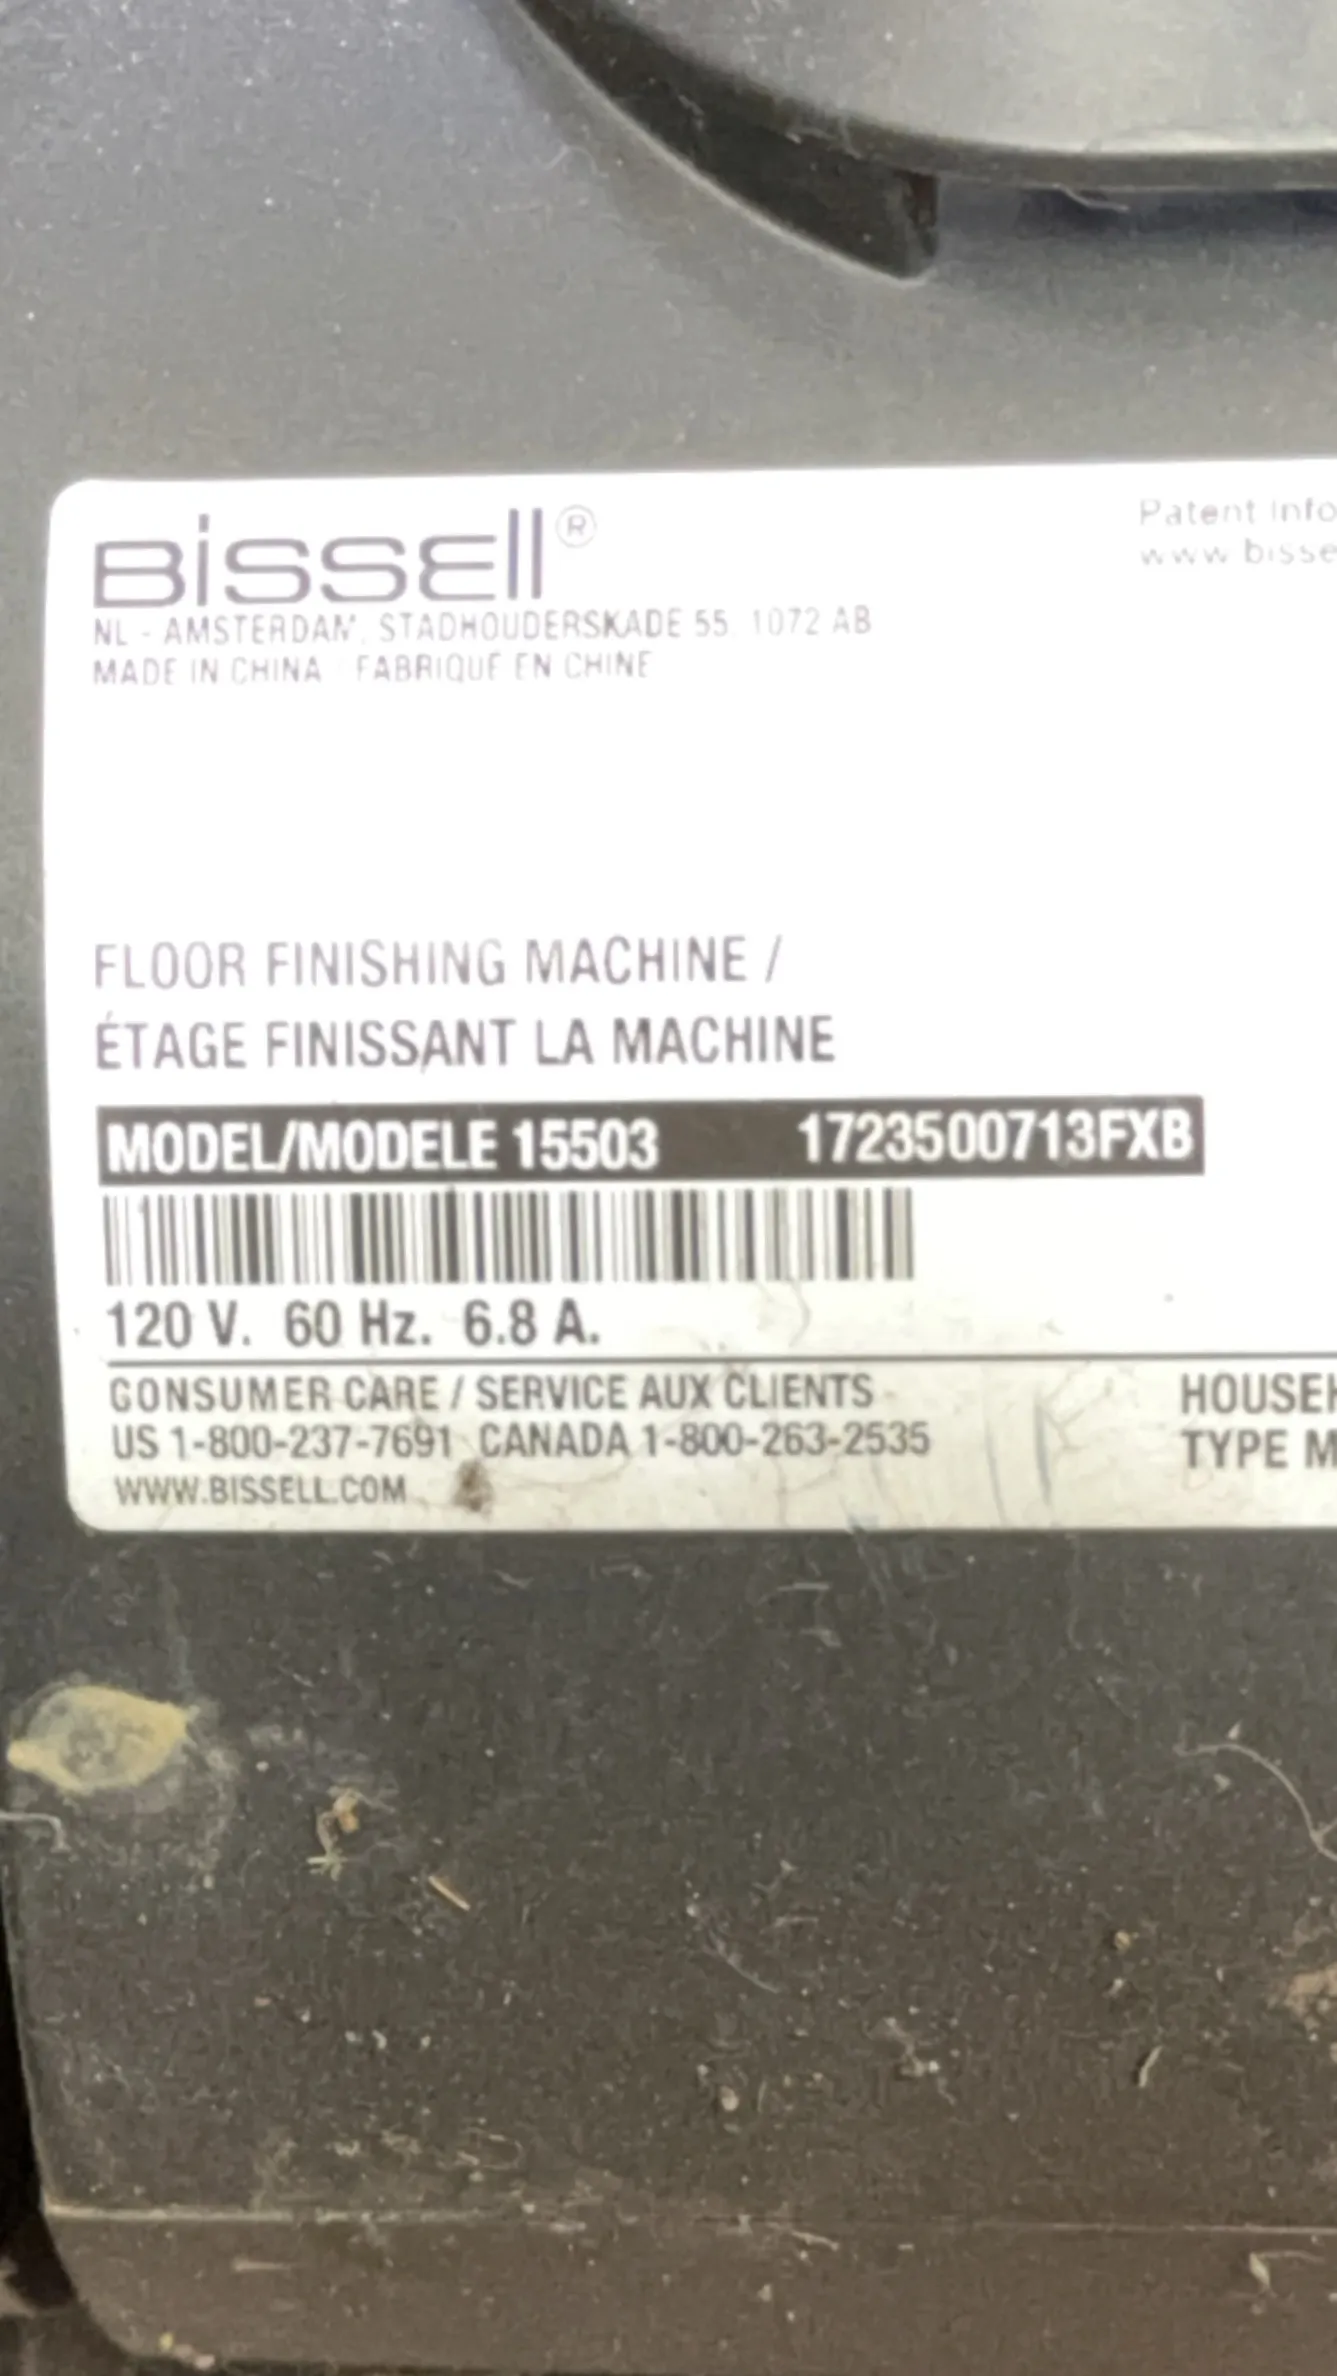 BISSELL®
Patent Info
www bisse
NL - AMSTERDAM, STADHOUDERSKADE 55, 1072 AB
MADE IN CHINA / FABRIQUÉ EN CHINE
FLOOR FINISHING MACHINE /
ÉTAGE FINISSANT LA MACHINE
MODEL/MODELE 15503 1723500713FXB
120 V. 60 Hz. 6.8 A.
CONSUMER CARE / SERVICE AUX CLIENTS
US 1-800-237-7691 CANADA 1-800-263-2535
WWW.BISSELL.COM
HOUSEH
TYPE M